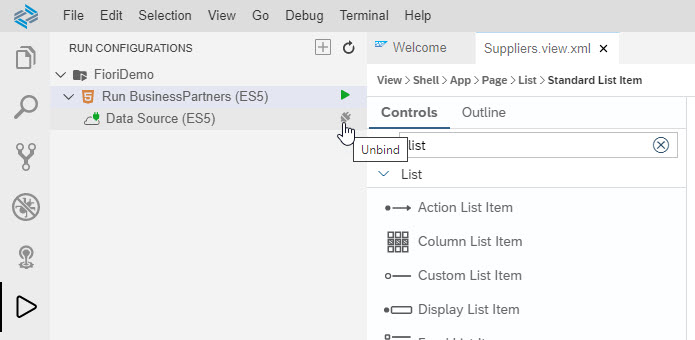 File Edit Selection View Go Debug Terminal Shell Help
RUN CONFIGURATIONS
FioriDemo
Run BusinessPartners (ES5)
Data Source (ES5)
Unbind
SAP Welcome Suppliers.view.xml
View > Shell > App > Page > List > Standard List Item
Controls Outline
list
List
Action List Item
Column List Item
Custom List Item
Display List Item